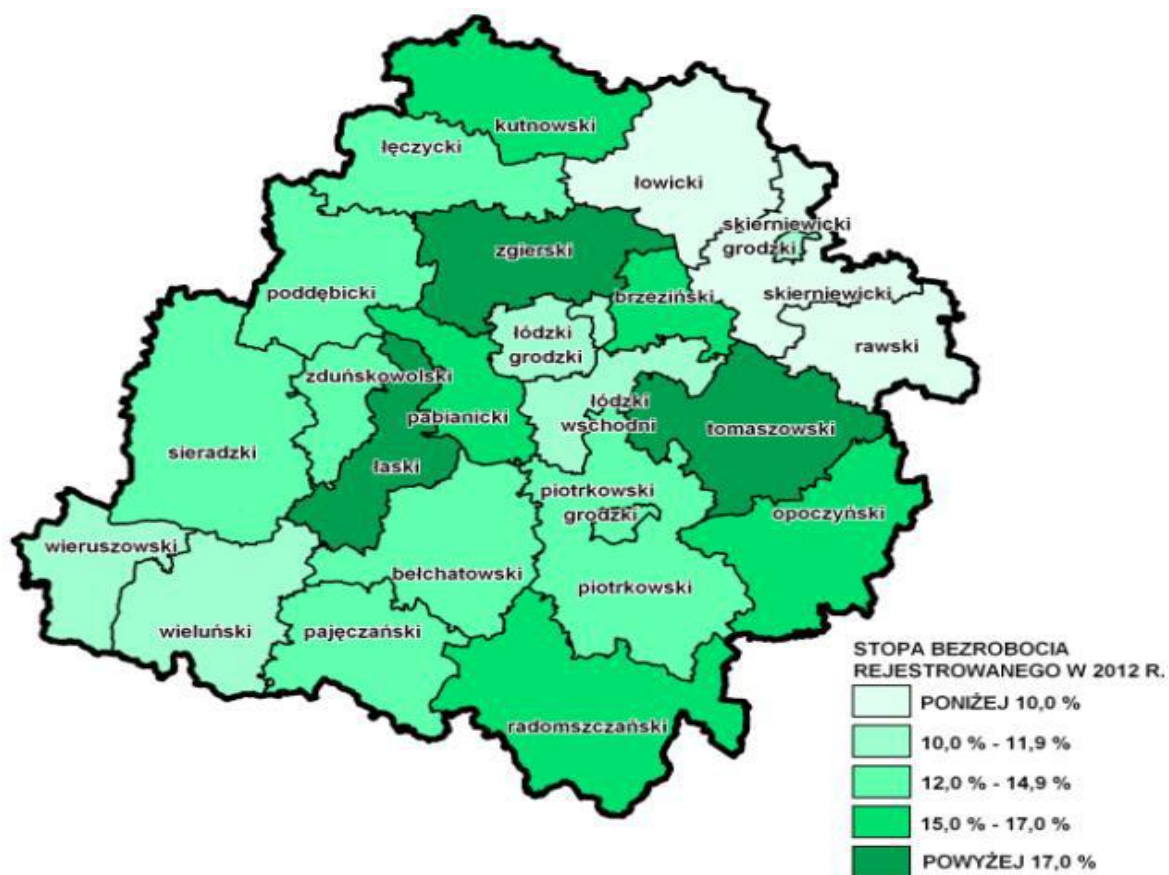 kutnowski
łęczycki
łowicki
skierniewicki
grodzki
zgierski
poddębicki
brzeziński
skierniewicki
łódzki
grodzki
rawski
zduńskowolski
pabianicki
łódzki
wschodni
tomaszowski
sieradzki
łaski
piotrkowski
grodzki
opoczyński
wieruszowski
bełchatowski
piotrkowski
wieluński
pajęczański
radomszczański
STOPA BEZROBOCIA
REJESTROWANEGO W 2012 R.
PONIŻEJ 10,0 %
10,0 % - 11,9 %
12,0 % - 14,9 %
15,0 % - 17,0 %
POWYŻEJ 17,0 %